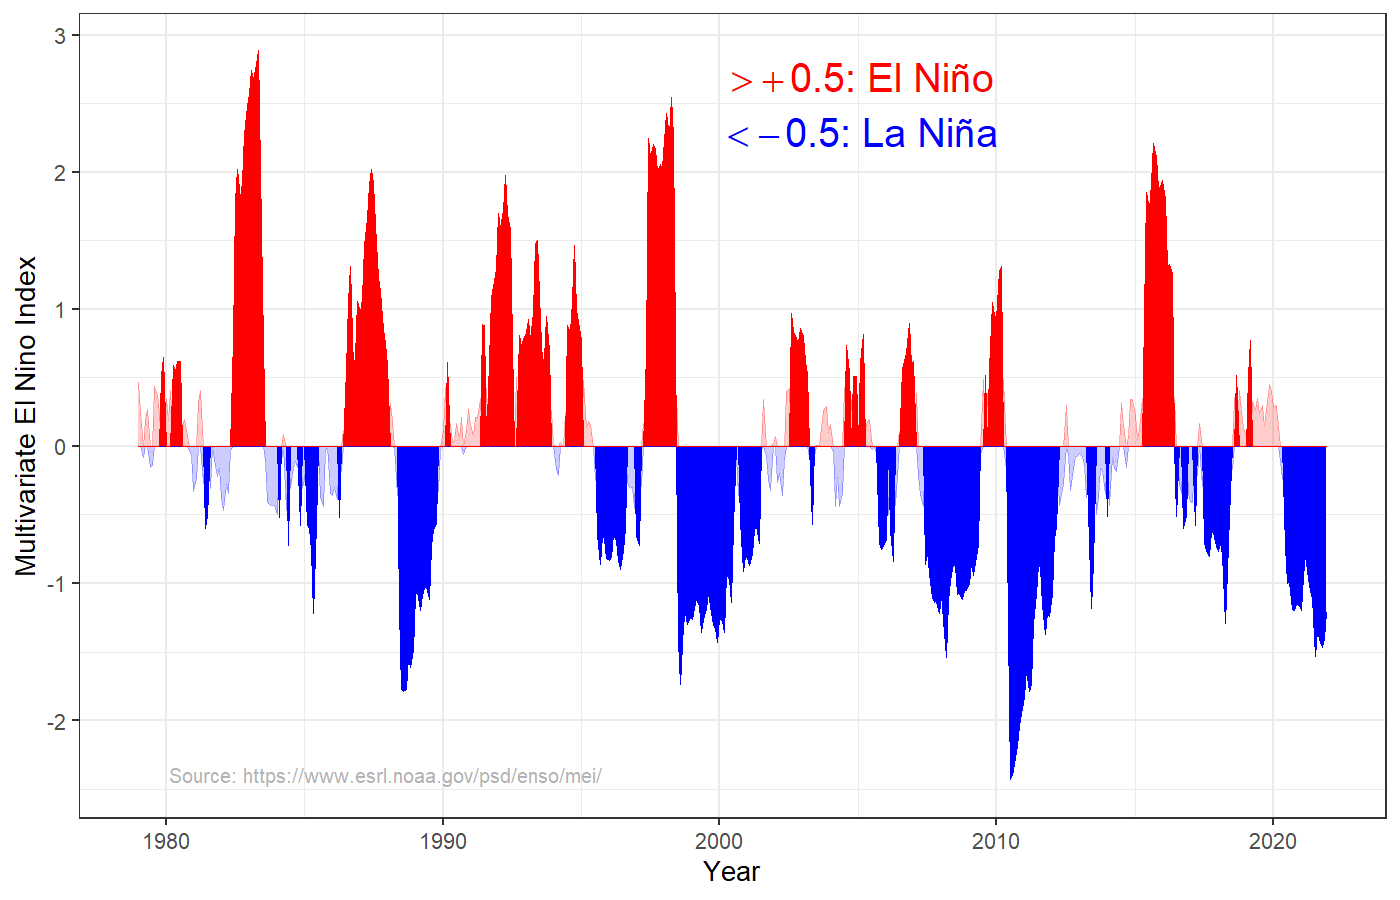 3
2
1
0
-1
-2
Multivariate El Nino Index
>+0.5: El Niño
<−0.5: La Niña
Source: https://www.esrl.noaa.gov/psd/enso/mei/
1980 1990 2000 2010 2020
Year